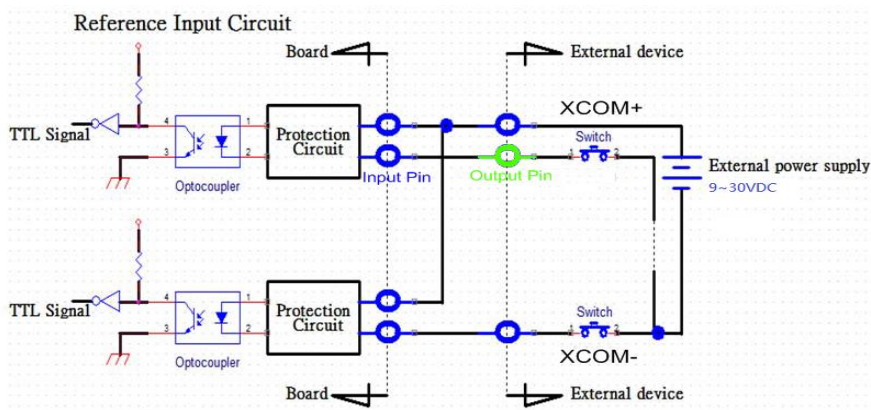 Reference Input Circuit
Board
External device
XCOM+
TTL Signal
4
1
3
2
Optocoupler
Protection
Circuit
Input Pin
Output Pin
Switch
1
2
External power supply
9~30VDC
TTL Signal
4
1
3
2
Optocoupler
Protection
Circuit
Switch
1
2
XCOM-
Board
External device